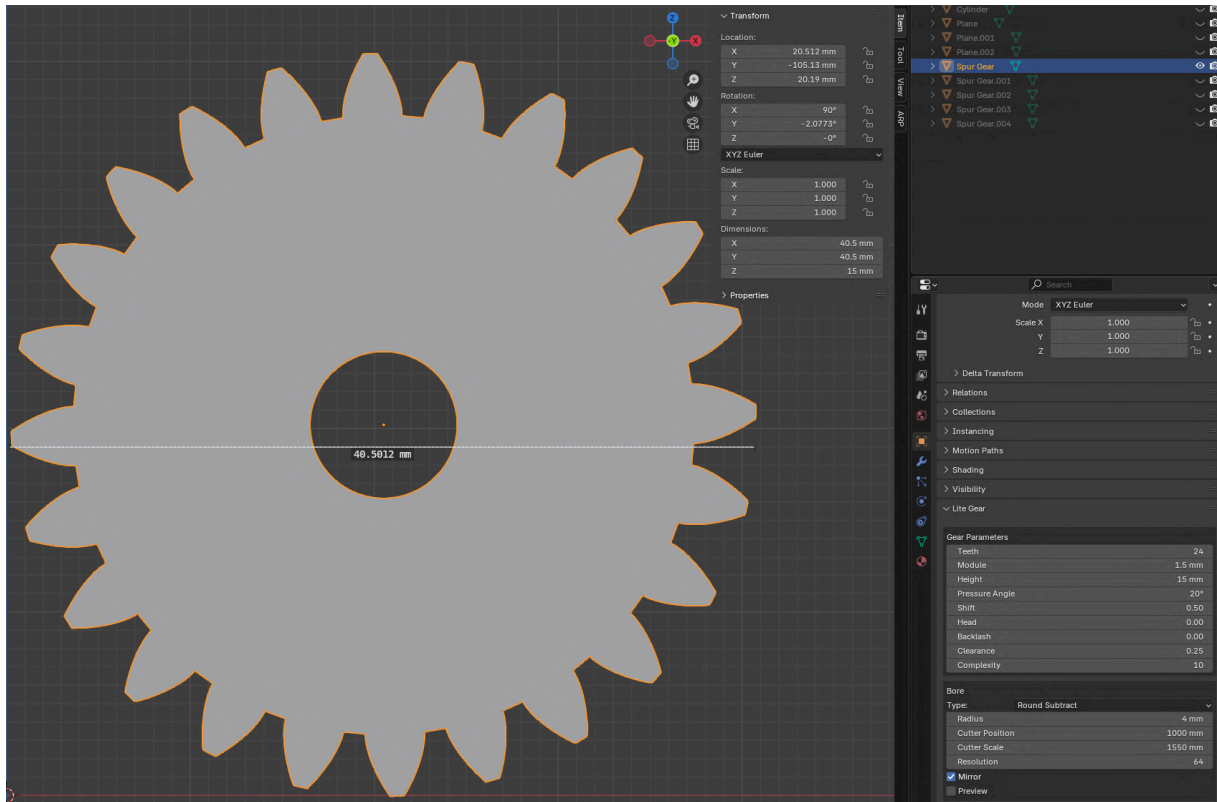 Z
Y
X
40.5012 mm
Transform
Location:
X 20.512 mm
Y -105.13 mm
Z 20.19 mm
Rotation:
X 90°
Y -2.0773°
Z -0°
XYZ Euler
Scale:
X 1.000
Y 1.000
Z 1.000
Dimensions:
X 40.5 mm
Y 40.5 mm
Z 15 mm
Properties
Item
Tool
View
ARP
Cylinder
Plane
Plane.001
Plane.002
Spur Gear
Spur Gear.001
Spur Gear.002
Spur Gear.003
Spur Gear.004
Search
Mode XYZ Euler
Scale X 1.000
Y 1.000
Z 1.000
Delta Transform
Relations
Collections
Instancing
Motion Paths
Shading
Visibility
Lite Gear
Gear Parameters
Teeth 24
Module 1.5 mm
Height 15 mm
Pressure Angle 20°
Shift 0.50
Head 0.00
Backlash 0.00
Clearance 0.25
Complexity 10
Bore
Type: Round Subtract
Radius 4 mm
Cutter Position 1000 mm
Cutter Scale 1550 mm
Resolution 64
Mirror
Preview